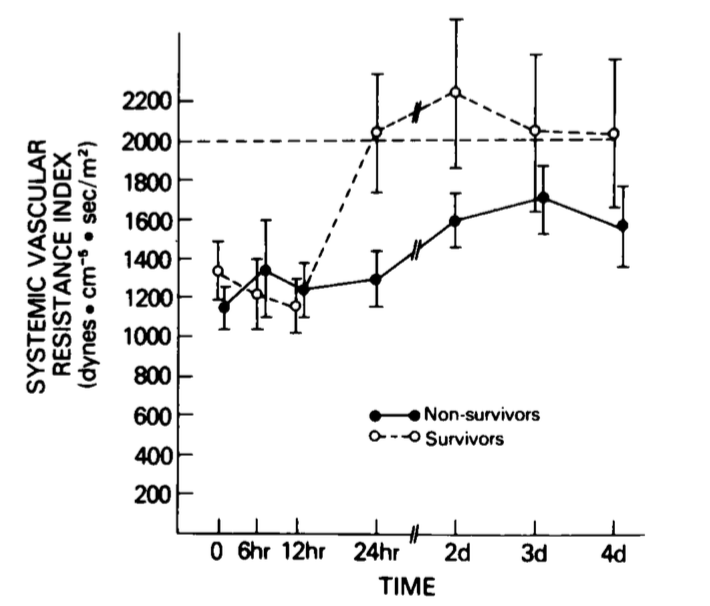 SYSTEMIC VASCULAR
RESISTANCE INDEX
(dynes • cm⁻⁵ • sec/m²)
2200
2000
1800
1600
1400
1200
1000
800
600
400
200
Non-survivors
Survivors
0 6hr 12hr 24hr 2d 3d 4d
TIME